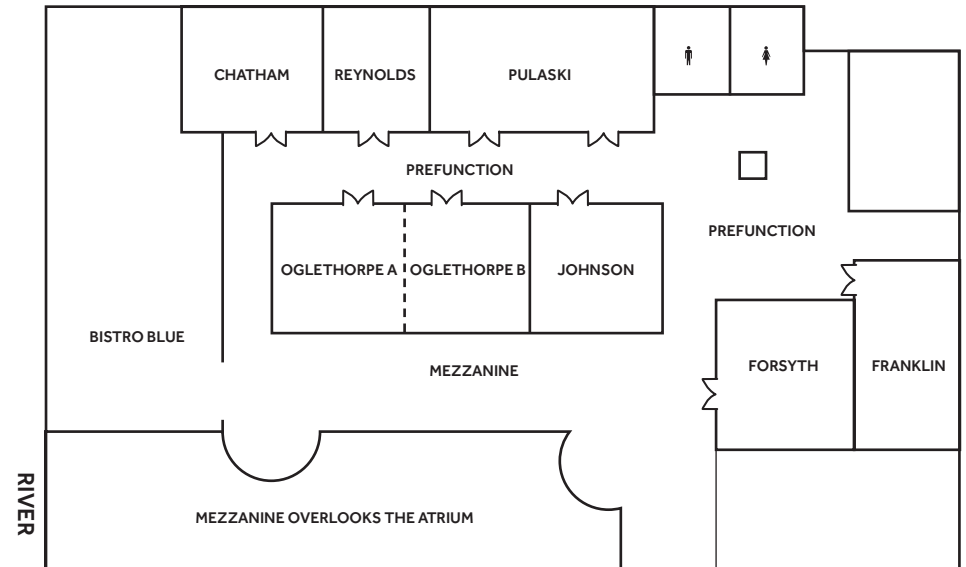 CHATHAM
REYNOLDS
PULASKI
PREFUNCTION
PREFUNCTION
OGLETHORPE A
OGLETHORPE B
JOHNSON
BISTRO BLUE
MEZZANINE
FORSYTH
FRANKLIN
RIVER
MEZZANINE OVERLOOKS THE ATRIUM